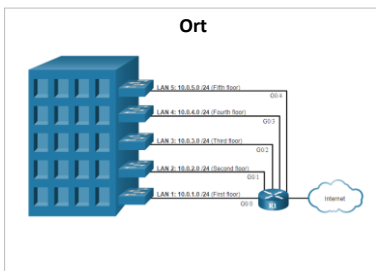 Ort
LAN 5: 10.0.5.0 /24 (Fifth floor)
G0 4
LAN 4: 10.0.4.0 /24 (Fourth floor)
G0 3
LAN 3: 10.0.3.0 /24 (Third floor)
G0 2
LAN 2: 10.0.2.0 /24 (Second floor)
G0 1
LAN 1: 10.0.1.0 /24 (First floor)
G0 0
R1
Internet